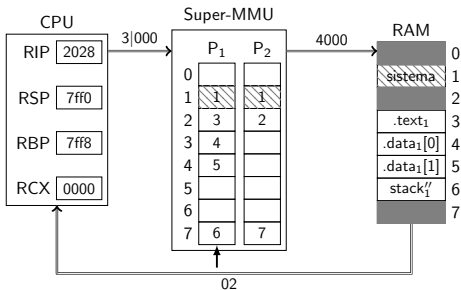 CPU
RIP 2028
RSP 7ff0
RBP 7ff8
RCX 0000
3|000
Super-MMU
P₁ P₂
0
1 1 1
2 3 2
3 4
4 5
5
6
7 6 7
4000
RAM
0
sistema 1
2
.text₁ 3
.data₁[0] 4
.data₁[1] 5
stack₁″ 6
7
02